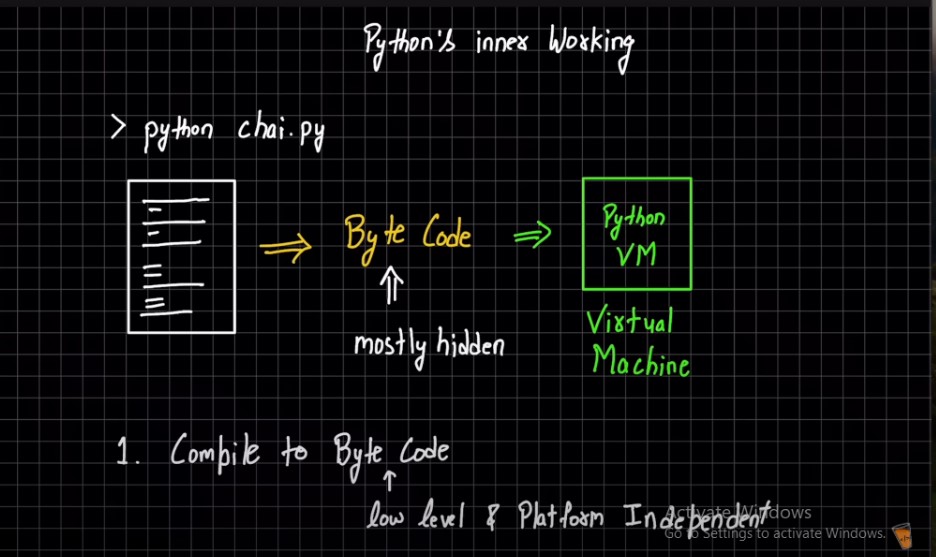 Python's inner Working
> python chai.py
Byte Code
Python
VM
mostly hidden
Virtual
Machine
1. Compile to Byte Code
low level & Platform Independent
Activate Windows
Go to Settings to activate Windows.